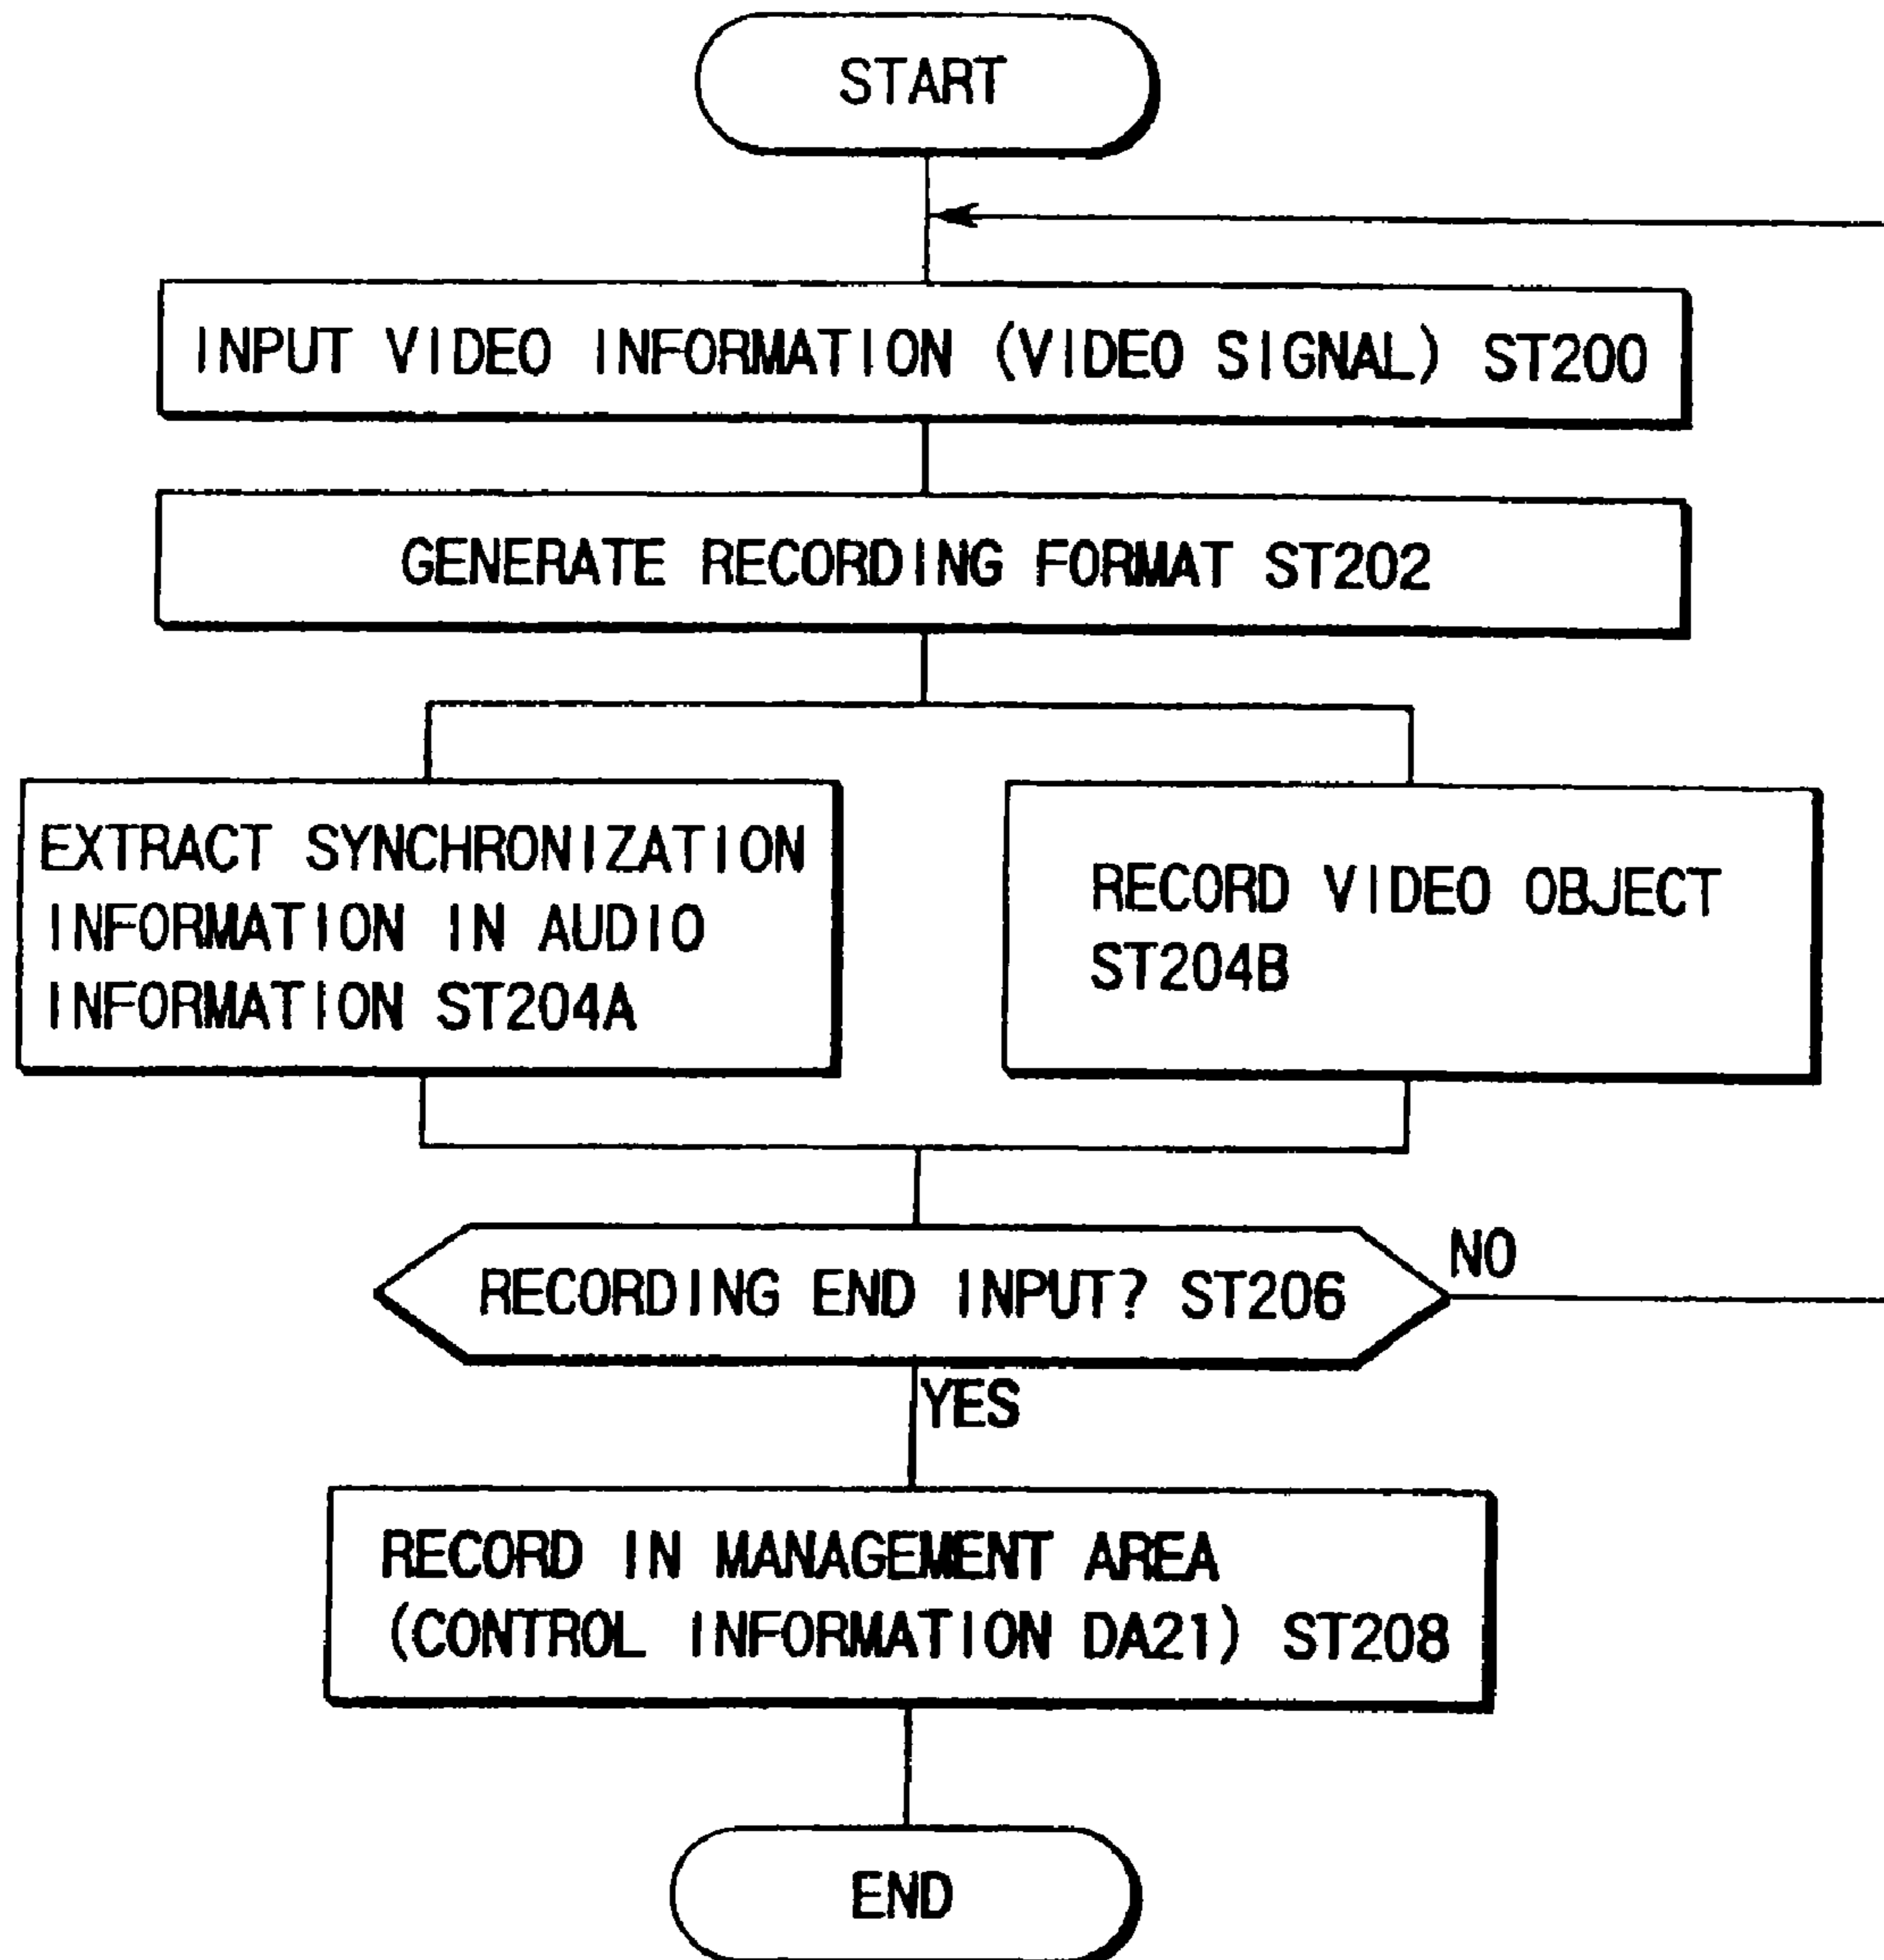 START
INPUT VIDEO INFORMATION (VIDEO SIGNAL) ST200
GENERATE RECORDING FORMAT ST202
EXTRACT SYNCHRONIZATION
INFORMATION IN AUDIO
INFORMATION ST204A
RECORD VIDEO OBJECT
ST204B
RECORDING END INPUT? ST206
NO
YES
RECORD IN MANAGEMENT AREA
(CONTROL INFORMATION DA21) ST208
END